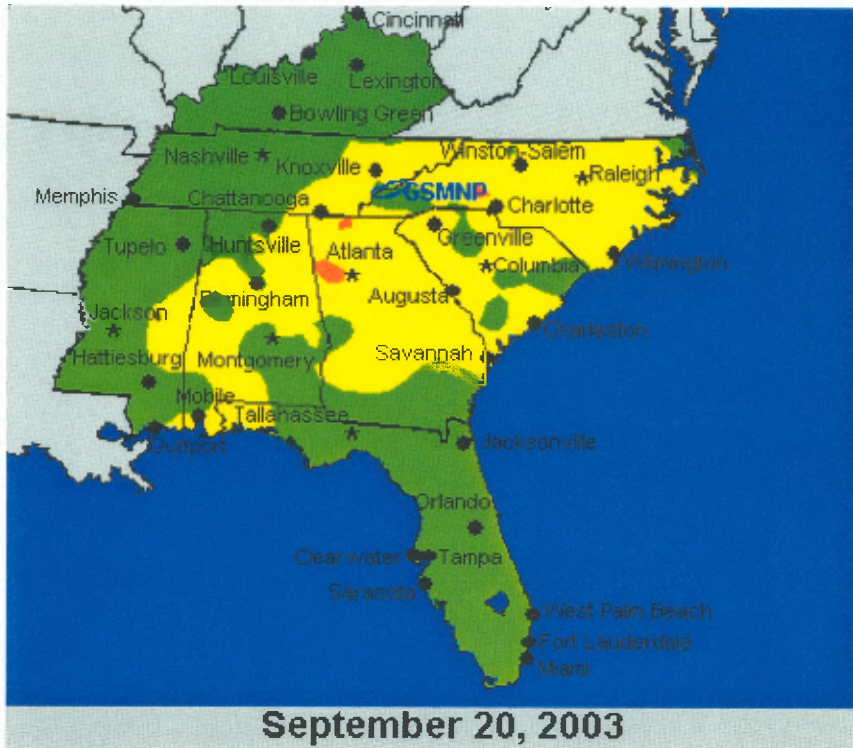 Cincinnati
Louisville
Lexington
Bowling Green
Nashville
Knoxville
Winston-Salem
Raleigh
Memphis
Chattanooga
GSMNP
Charlotte
Tupelo
Huntsville
Atlanta
Greenville
Columbia
Wilmington
Birmingham
Augusta
Jackson
Charleston
Hattiesburg
Montgomery
Savannah
Mobile
Tallanassee
Gulfport
Jacksonville
Orlando
Clearwater
Tampa
Sarasota
West Palm Beach
Fort Lauderdale
Miami
September 20, 2003